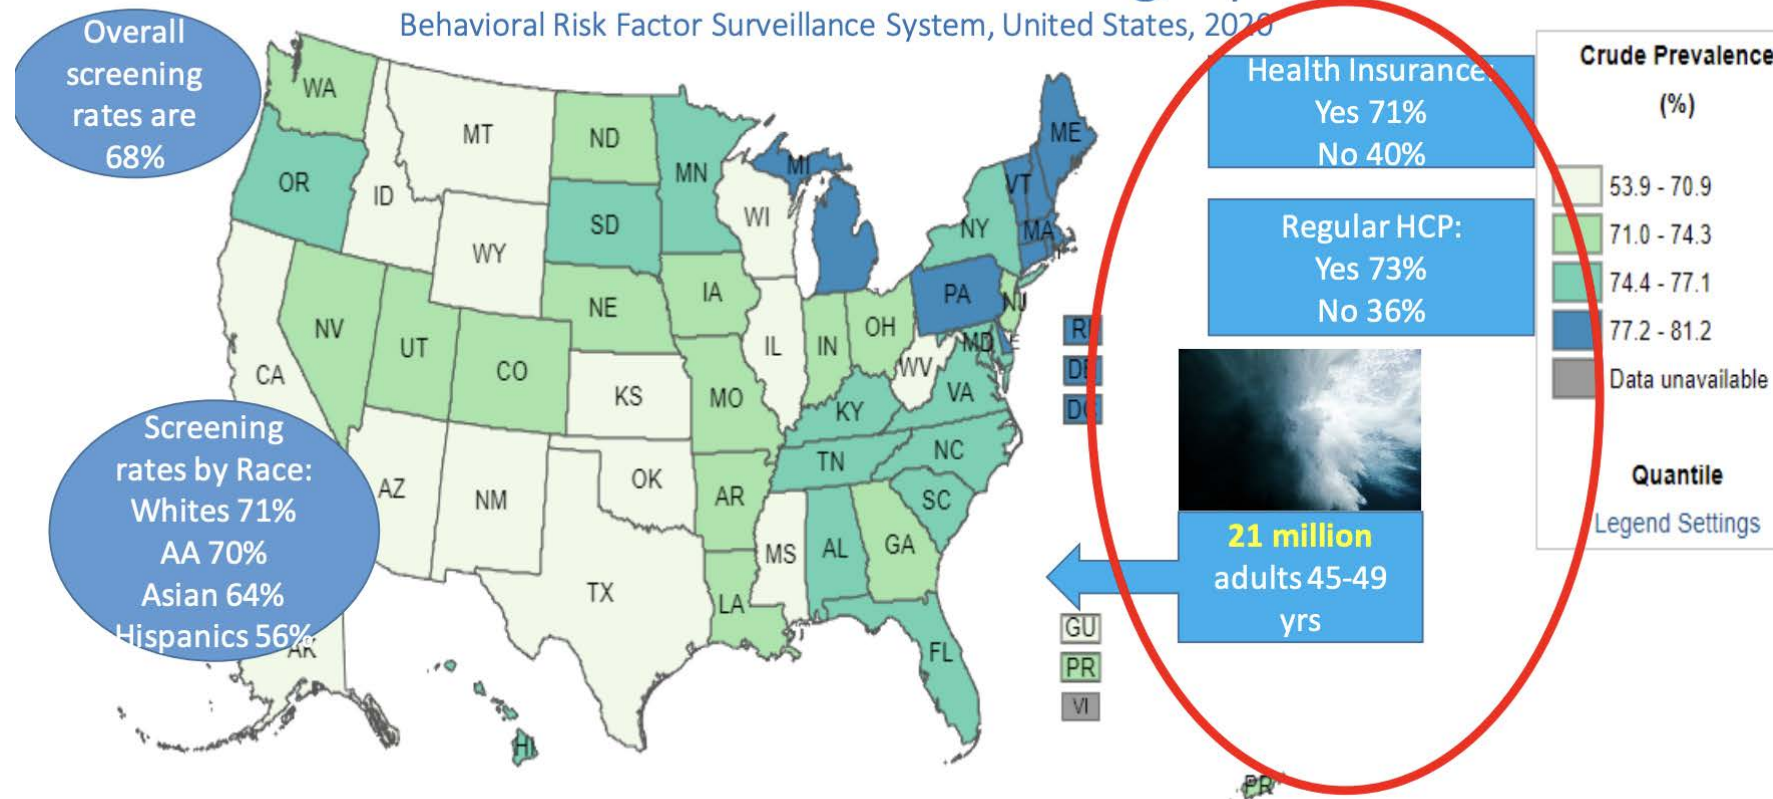 Behavioral Risk Factor Surveillance System, United States, 2020
Overall
screening
rates are
68%
Health Insurance:
Yes 71%
No 40%
Regular HCP:
Yes 73%
No 36%
21 million
adults 45-49
yrs
Crude Prevalence
(%)
53.9 - 70.9
71.0 - 74.3
74.4 - 77.1
77.2 - 81.2
Data unavailable
Quantile
Legend Settings
Screening
rates by Race:
Whites 71%
AA 70%
Asian 64%
Hispanics 56%
WA
MT
ND
MN
OR
ID
SD
WI
MI
WY
ME
VT
NY
MA
NE
IA
PA
NJ
NV
UT
CO
IL
IN
OH
MD
WV
VA
CA
KS
MO
KY
RI
DE
DC
AZ
NM
OK
AR
TN
NC
SC
TX
LA
MS
AL
GA
FL
AK
HI
GU
PR
VI
PR